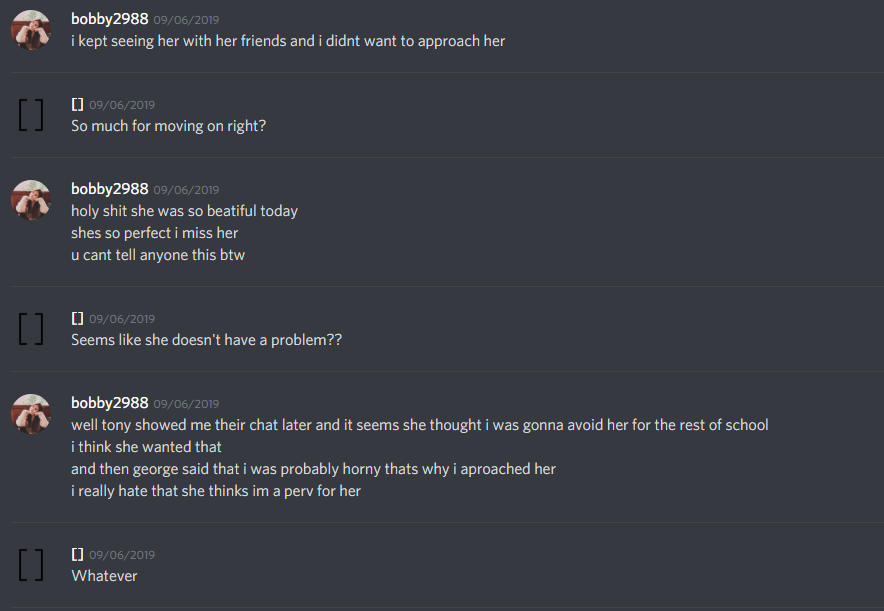 bobby2988 09/06/2019
i kept seeing her with her friends and i didnt want to approach her
[] 09/06/2019
So much for moving on right?
bobby2988 09/06/2019
holy shit she was so beatiful today
shes so perfect i miss her
u cant tell anyone this btw
[] 09/06/2019
Seems like she doesn't have a problem??
bobby2988 09/06/2019
well tony showed me their chat later and it seems she thought i was gonna avoid her for the rest of school
i think she wanted that
and then george said that i was probably horny thats why i aproached her
i really hate that she thinks im a perv for her
[] 09/06/2019
Whatever